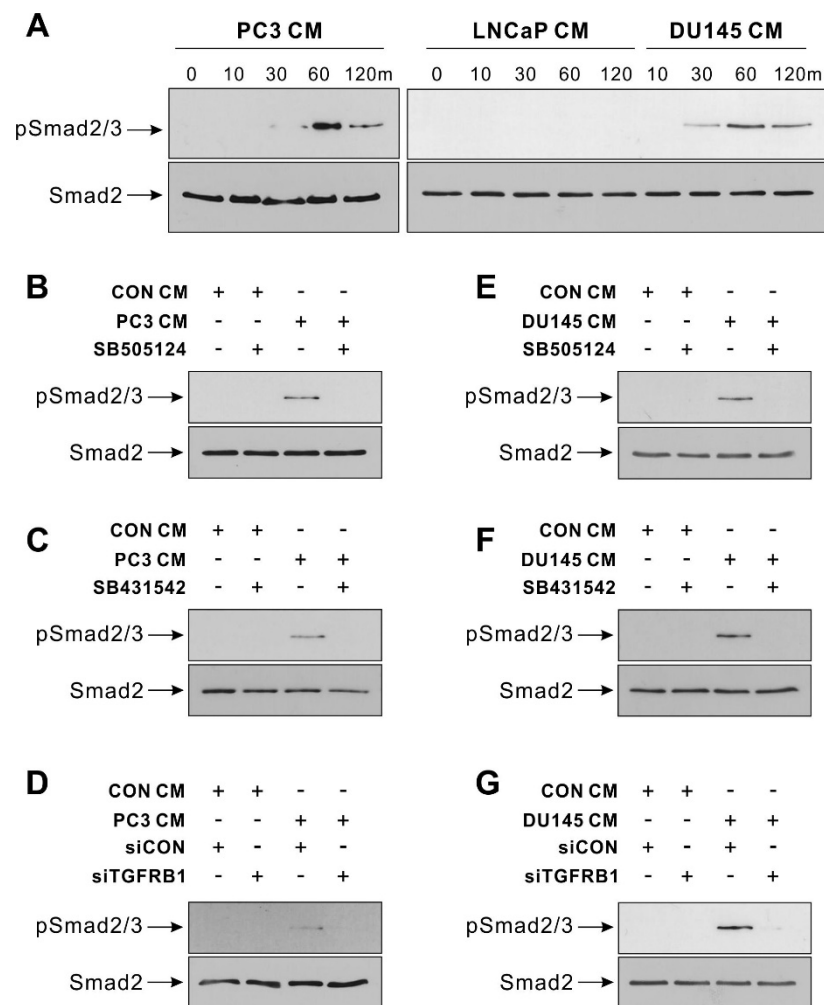 A
PC3 CM LNCaP CM DU145 CM
0 10 30 60 120m 0 10 30 60 120 10 30 60 120m
pSmad2/3
Smad2
B
CON CM + + - -
PC3 CM - - + +
SB505124 - + - +
pSmad2/3
Smad2
E
CON CM + + - -
DU145 CM - - + +
SB505124 - + - +
pSmad2/3
Smad2
C
CON CM + + - -
PC3 CM - - + +
SB431542 - + - +
pSmad2/3
Smad2
F
CON CM + + - -
DU145 CM - - + +
SB431542 - + - +
pSmad2/3
Smad2
D
CON CM + + - -
PC3 CM - - + +
siCON + - + -
siTGFRB1 - + - +
pSmad2/3
Smad2
G
CON CM + + - -
DU145 CM - - + +
siCON + - + -
siTGFRB1 - + - +
pSmad2/3
Smad2